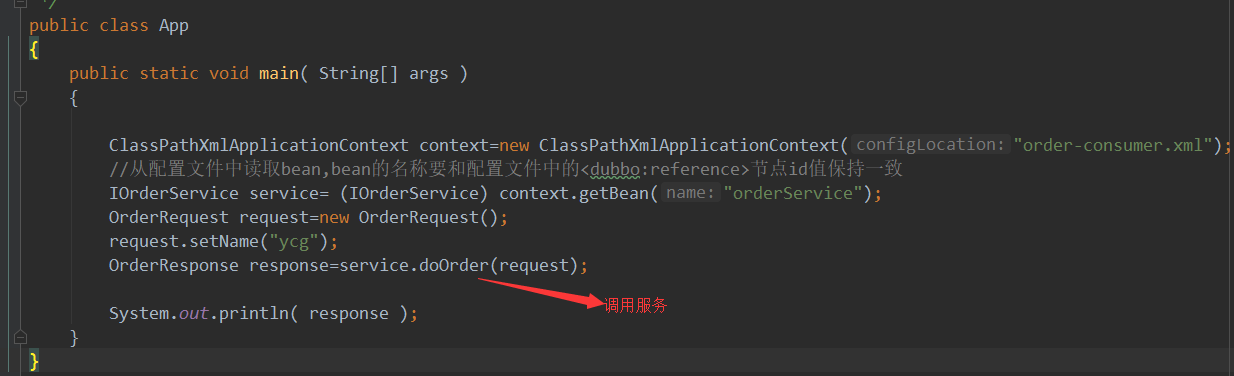 */
public class App
{
public static void main( String[] args )
{
ClassPathXmlApplicationContext context=new ClassPathXmlApplicationContext( configLocation: "order-consumer.xml");
//从配置文件中读取bean,bean的名称要和配置文件中的<dubbo:reference>节点id值保持一致
IOrderService service= (IOrderService) context.getBean( name: "orderService");
OrderRequest request=new OrderRequest();
request.setName("ycg");
OrderResponse response=service.doOrder(request);
调用服务
System.out.println( response );
}
}